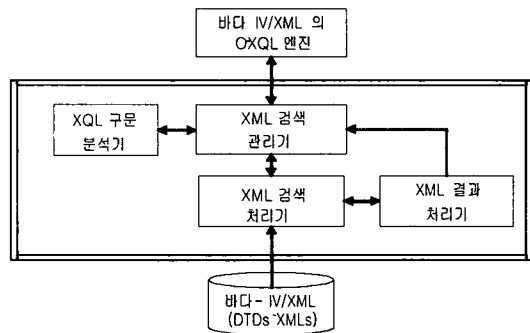 바다 IV/XML 의
OXQL 엔진
XQL 구문
분석기
XML 검색
관리기
XML 검색
처리기
XML 결과
처리기
바다-IV/XML
(DTDs XMLs)